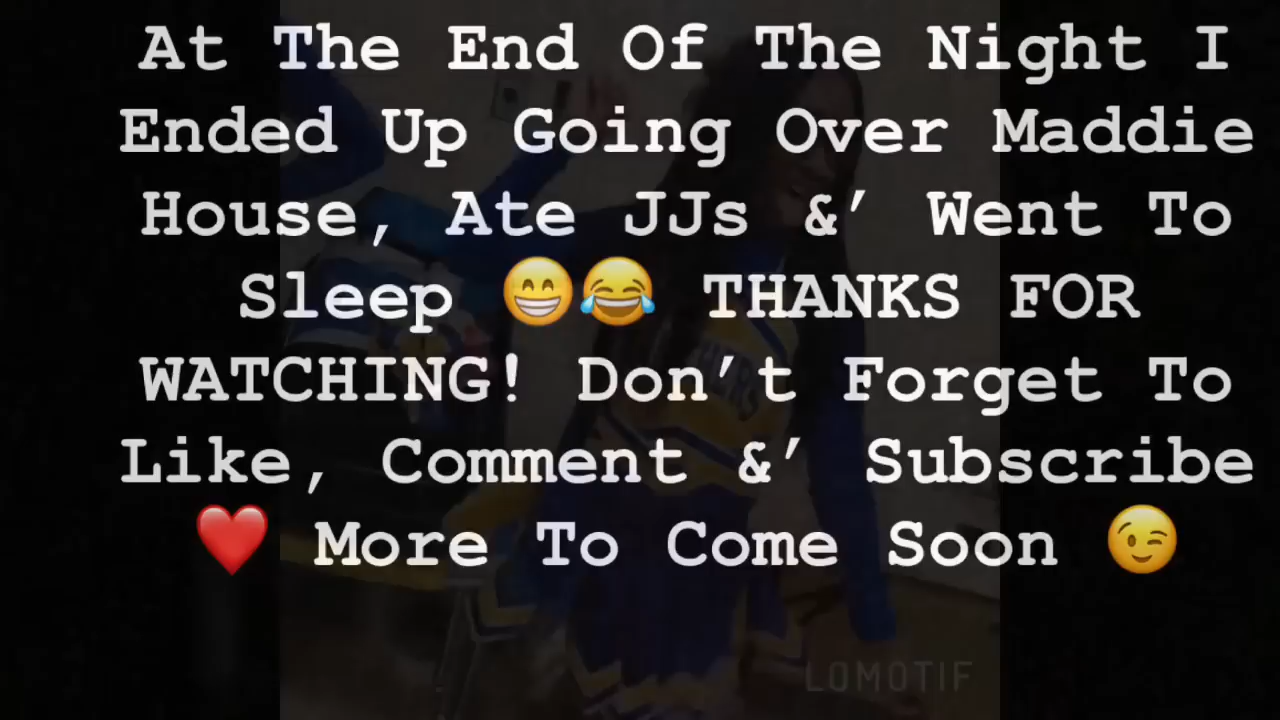 At The End Of The Night I
Ended Up Going Over Maddie
House, Ate JJs &’ Went To
Sleep 😁😂 THANKS FOR
WATCHING! Don’t Forget To
Like, Comment &’ Subscribe
❤️ More To Come Soon 😉
LOMOTIF